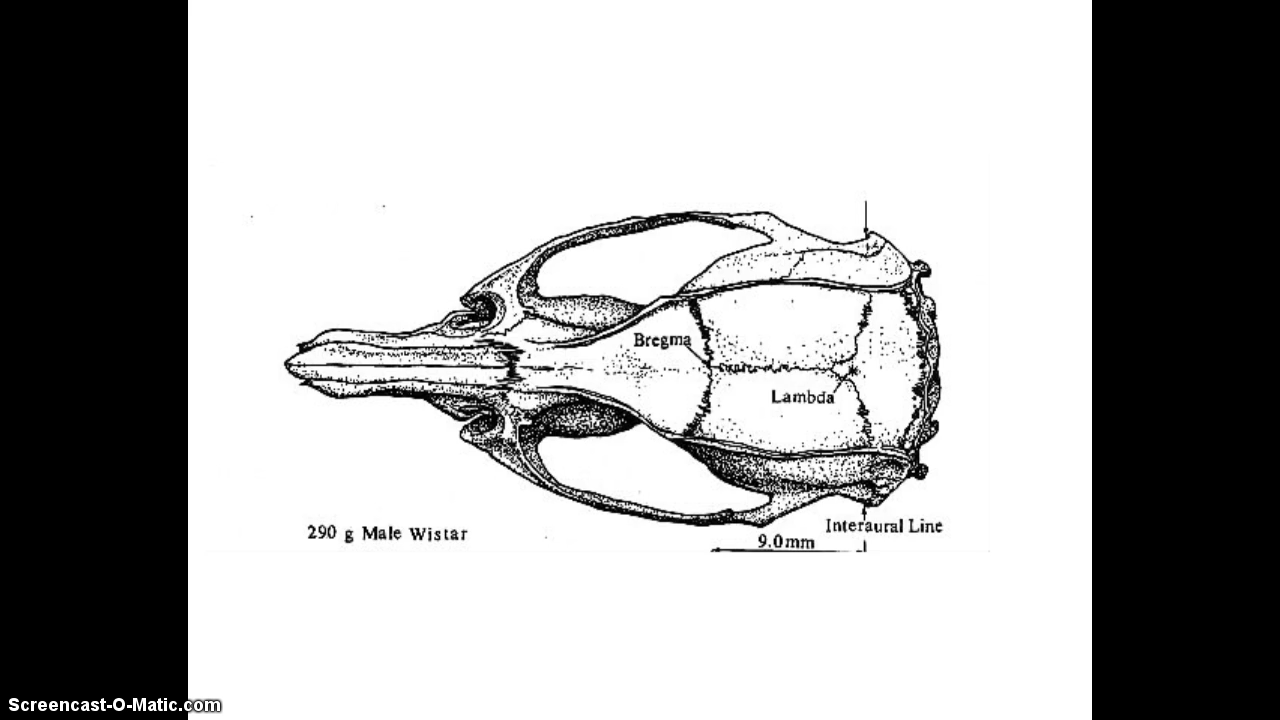 Bregma
Lambda
290 g Male Wistar
Interaural Line
9.0mm
Screencast-O-Matic.com